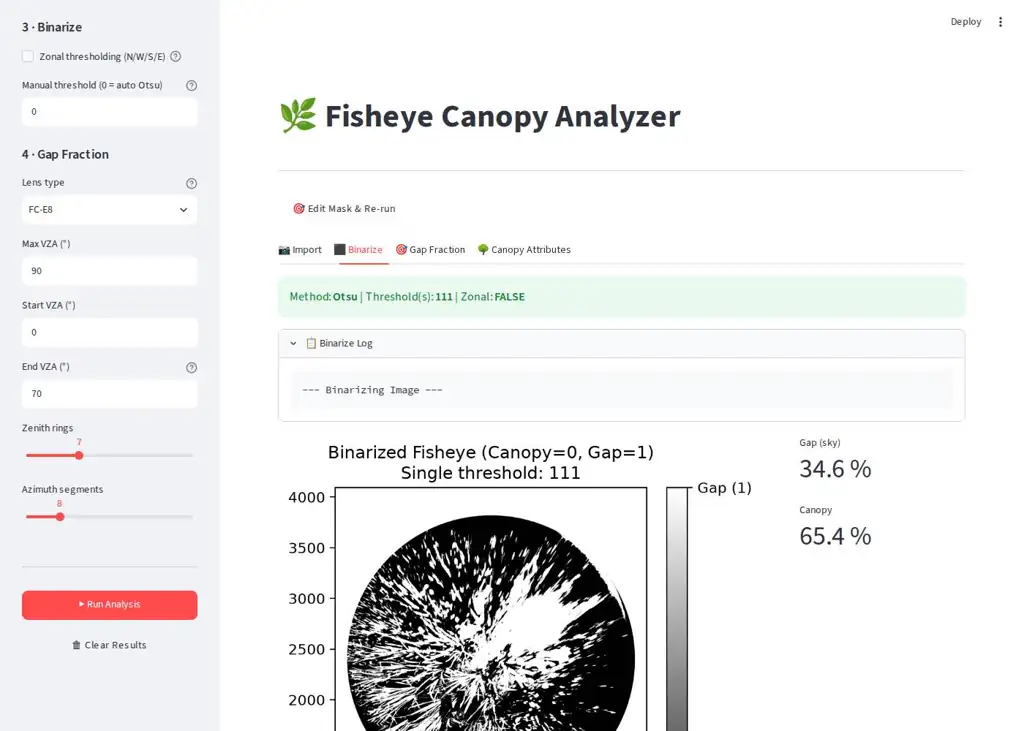 3 · Binarize
Zonal thresholding (N/W/S/E)
Manual threshold (0 = auto Otsu)
0
4 · Gap Fraction
Lens type
FC-E8
Max VZA (°)
90
Start VZA (°)
0
End VZA (°)
70
Zenith rings
7
Azimuth segments
8
Run Analysis
Clear Results
Deploy
Fisheye Canopy Analyzer
Edit Mask & Re-run
Import Binarize Gap Fraction Canopy Attributes
Method: Otsu | Threshold(s): 111 | Zonal: FALSE
Binarize Log
--- Binarizing Image ---
Binarized Fisheye (Canopy=0, Gap=1)
Single threshold: 111
4000
3500
3000
2500
2000
Gap (1)
Gap (sky)
34.6 %
Canopy
65.4 %